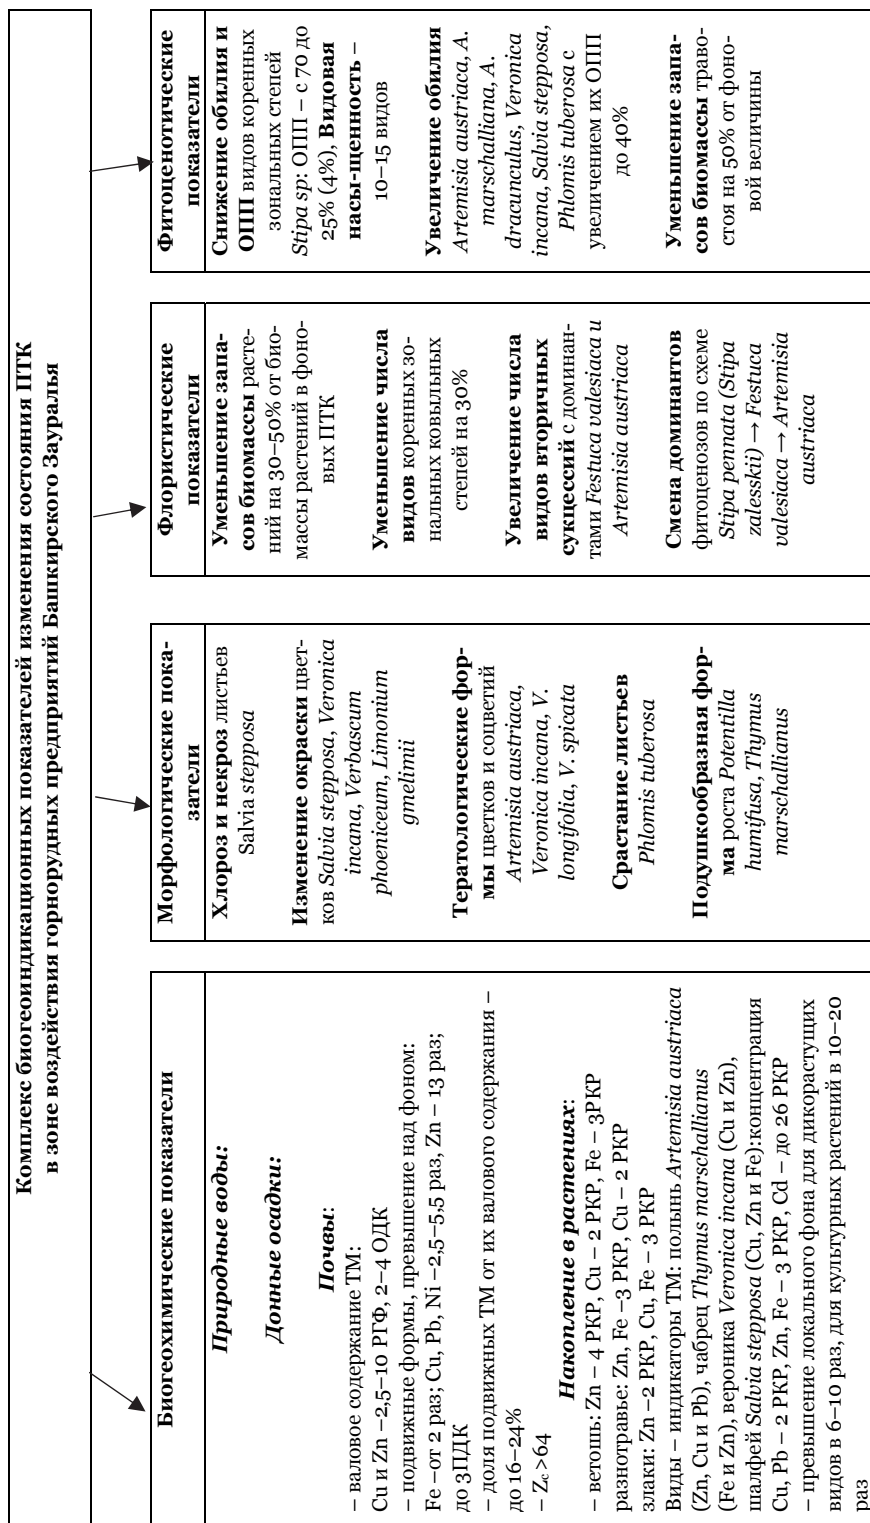 Комплекс биогеоиндикационных показателей изменения состояния ПТК
в зоне воздействия горнорудных предприятий Башкирского Зауралья
Биогеохимические показатели
Природные воды:
Донные осадки:
Почвы:
– валовое содержание ТМ:
Cu и Zn –2,5–10 РГФ, 2–4 ОДК
– подвижные формы, превышение над фоном:
Fe –от 2 раз; Cu, Pb, Ni –2,5–5,5 раз, Zn – 13 раз;
до 3ПДК
– доля подвижных ТМ от их валового содержания –
до 16–24%
– Zc >64
Накопление в растениях:
– ветошь: Zn – 4 РКР, Cu – 2 РКР, Fe – 3РКР
разнотравье: Zn, Fe –3 РКР, Cu – 2 РКР
злаки: Zn –2 РКР, Cu, Fe – 3 РКР
Виды – индикаторы ТМ: полынь Artemisia austriaca
(Zn, Cu и Pb), чабрец Thymus marschallianus
(Fe и Zn), вероника Veronica incana (Cu и Zn),
шалфей Salvia stepposa (Cu, Zn и Fe):концентрация
Cu, Pb – 2 РКР, Zn, Fe – 3 РКР, Cd – до 26 РКР
– превышение локального фона для дикорастущих
видов в 6–10 раз, для культурных растений в 10–20
раз
Морфологические пока-
затели
Хлороз и некроз листьев
Salvia stepposa
Изменение окраски цвет-
ков Salvia stepposa, Veronica
incana, Verbascum
phoeniceum, Limonium
gmelimii
Тератологические фор-
мы цветков и соцветий
Artemisia austriaca,
Veronica incana, V.
longifolia, V. spicata
Срастание листьев
Phlomis tuberosa
Подушкообразная фор-
ма роста Potentilla
humifusa, Thymus
marschallianus
Флористические
показатели
Уменьшение запа-
сов биомассы расте-
ний на 30–50% от био-
массы растений в фоно-
вых ПТК
Уменьшение числа
видов коренных зо-
нальных ковыльных
степей на 30%
Увеличение числа
видов вторичных
сукцессий с доминан-
тами Festuca valesiaca и
Artemisia austriaca
Смена доминантов
фитоценозов по схеме
Stipa pennata (Stipa
zalesskii) → Festuca
valesiaca → Artemisia
austriaca
Фитоценотические
показатели
Снижение обилия и
ОПП видов коренных
зональных степей
Stipa sp: ОПП – с 70 до
25% (4%), Видовая
насы-щенность –
10–15 видов
Увеличение обилия
Artemisia austriaca, A.
marschalliana, A.
dracunculus, Veronica
incana, Salvia stepposa,
Phlomis tuberosa с
увеличением их ОПП
до 40%
Уменьшение запа-
сов биомассы траво-
стоя на 50% от фоно-
вой величины